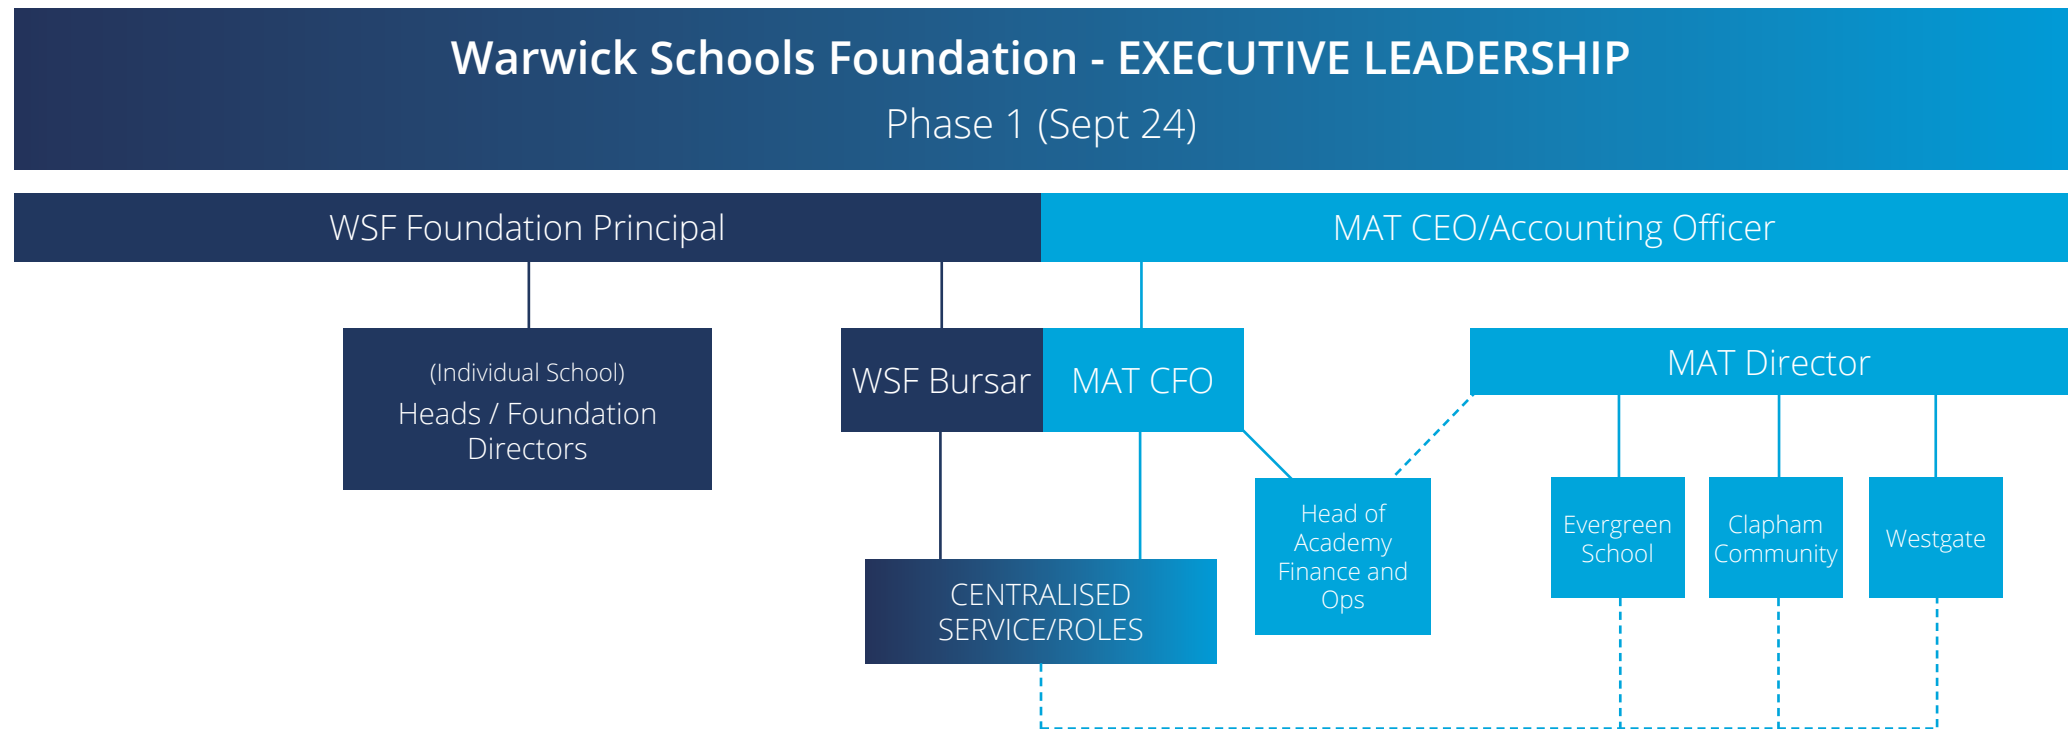 Warwick Schools Foundation - EXECUTIVE LEADERSHIP
Phase 1 (Sept 24)
WSF Foundation Principal
MAT CEO/Accounting Officer
(Individual School)
Heads / Foundation
Directors
WSF Bursar
MAT CFO
MAT Director
Head of
Academy
Finance and
Ops
Evergreen
School
Clapham
Community
Westgate
CENTRALISED
SERVICE/ROLES